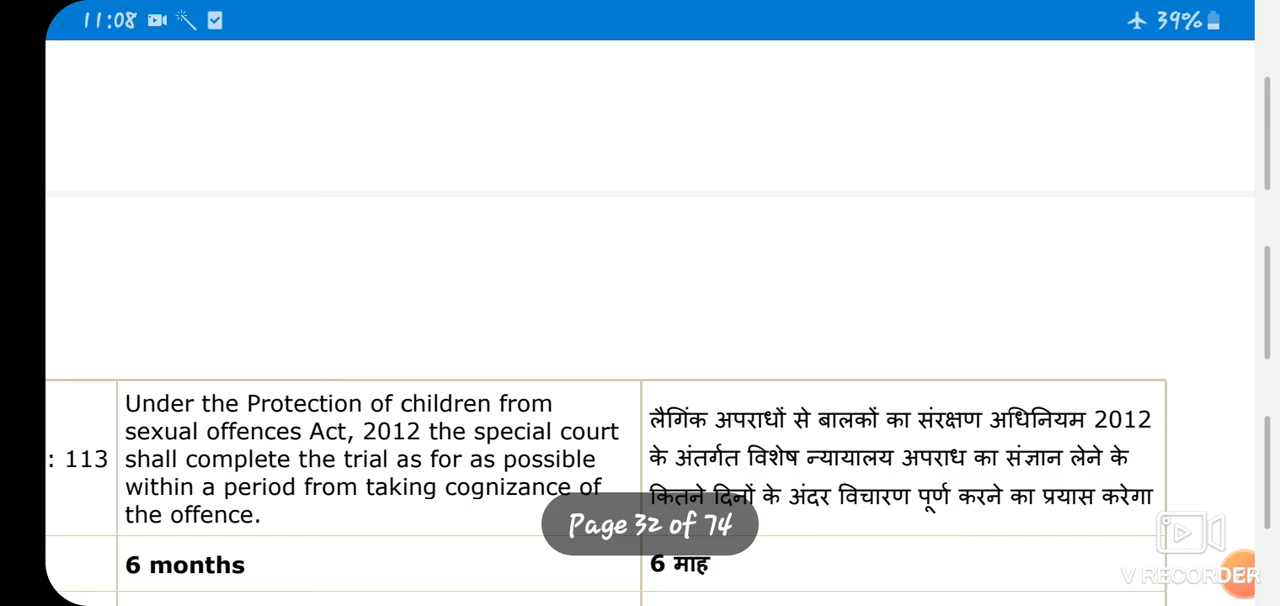 11:08
39%
Under the Protection of children from
sexual offences Act, 2012 the special court
: 113 shall complete the trial as for as possible
within a period from taking cognizance of
the offence.
लैगिंक अपराधों से बालकों का संरक्षण अधिनियम 2012
के अंतर्गत विशेष न्यायालय अपराध का संज्ञान लेने के
कितने दिनों के अंदर विचारण पूर्ण करने का प्रयास करेगा
Page 32 of 74
6 months
6 माह
V RECORDER